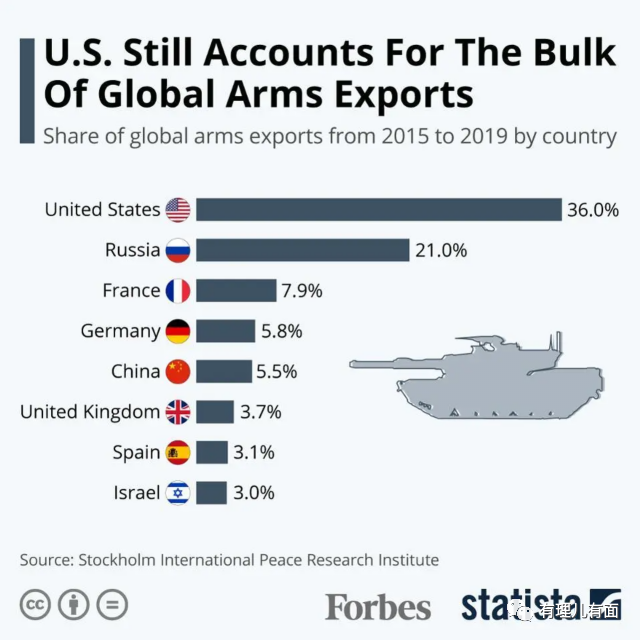 U.S. Still Accounts For The Bulk
Of Global Arms Exports
Share of global arms exports from 2015 to 2019 by country
United States 36.0%
Russia 21.0%
France 7.9%
Germany 5.8%
China 5.5%
United Kingdom 3.7%
Spain 3.1%
Israel 3.0%
Source: Stockholm International Peace Research Institute
cc
Forbes statista
有理儿有面